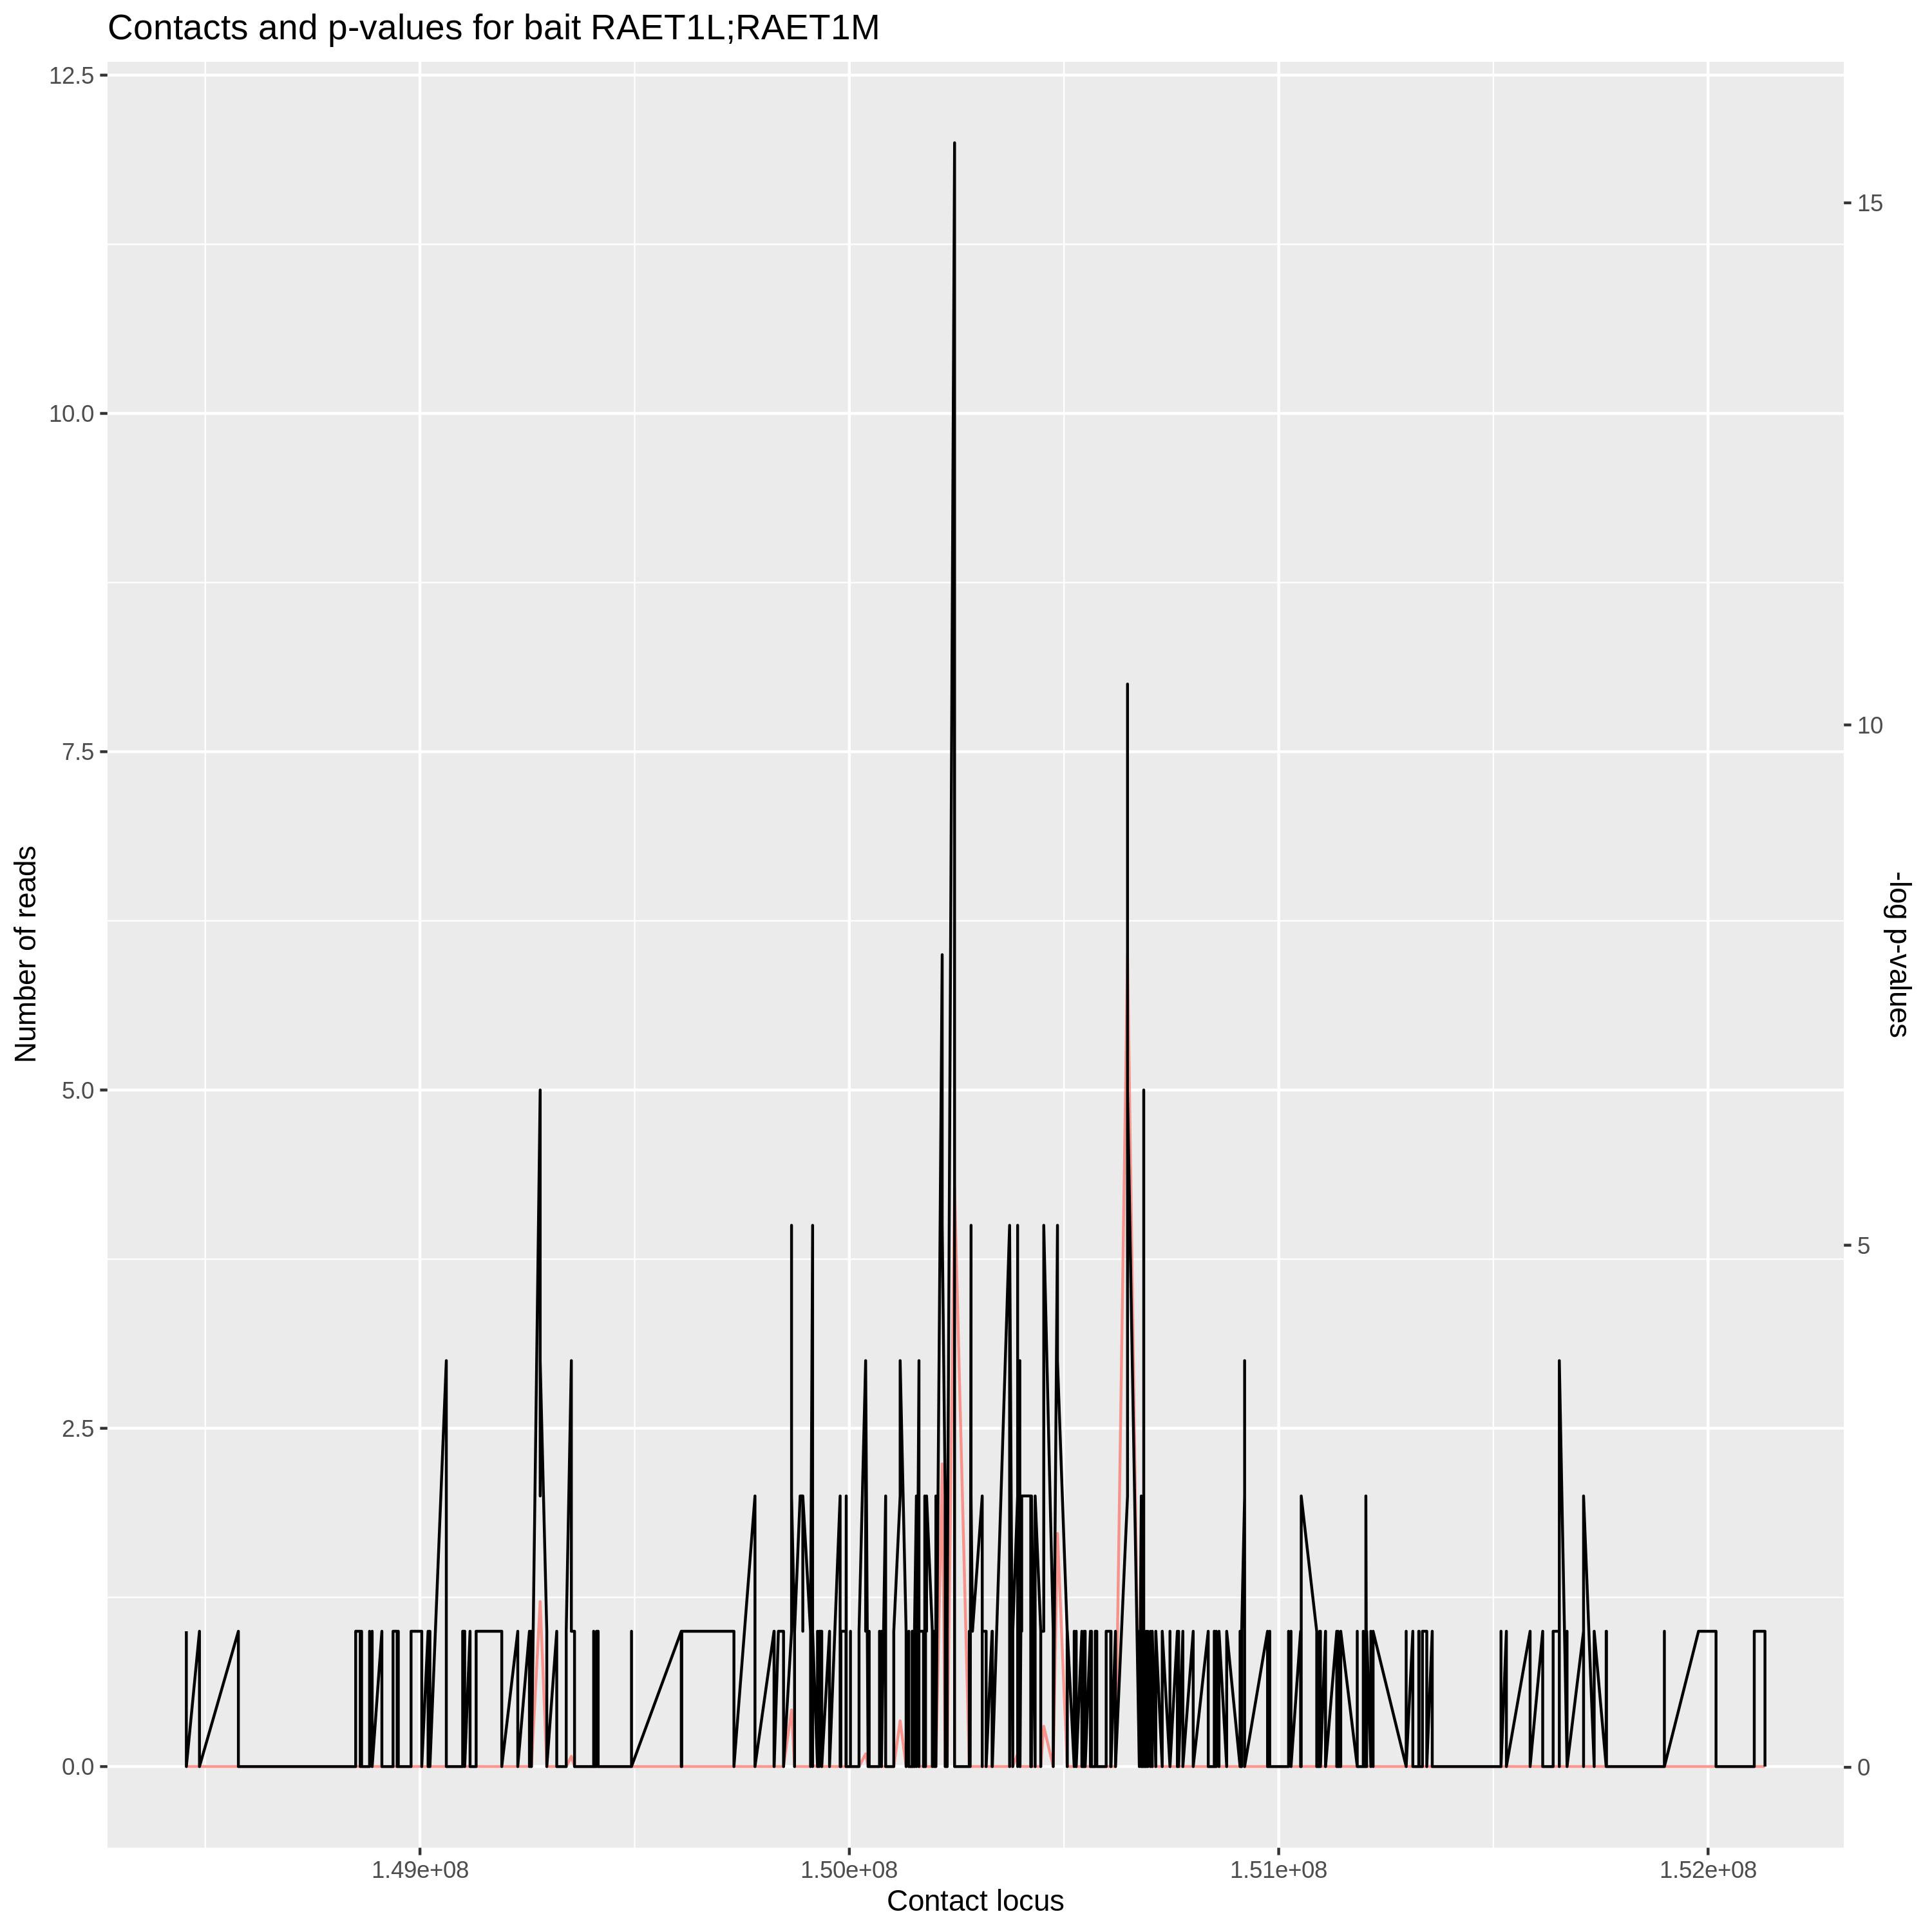 Contacts and p-values for bait RAET1L;RAET1M
12.5
10.0
7.5
5.0
2.5
0.0
Number of reads
15
10
5
0
-log p-values
1.49e+08
1.50e+08
1.51e+08
1.52e+08
Contact locus